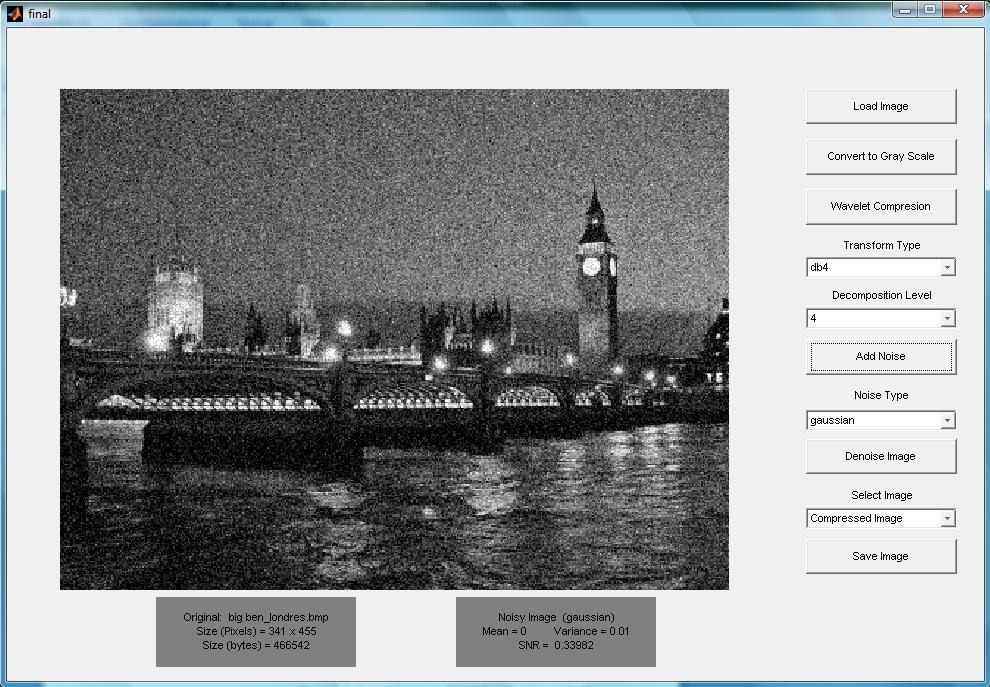 final
Load Image
Convert to Gray Scale
Wavelet Compresion
Transform Type
db4
Decomposition Level
4
Add Noise
Noise Type
gaussian
Denoise Image
Select Image
Compressed Image
Save Image
Original:  big ben_londres.bmp
Size (Pixels) = 341 x 455
Size (bytes) = 466542
Noisy Image  (gaussian)
Mean = 0        Variance = 0.01
SNR =  0.33982